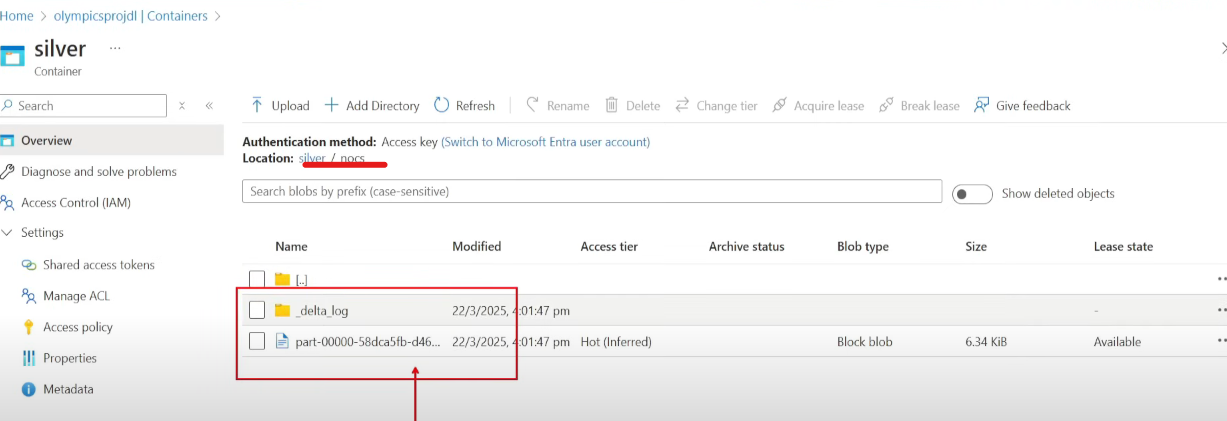 Home > olympicsprojdl | Containers >
silver ...
Container
Search
Upload Add Directory Refresh Rename Delete Change tier Acquire lease Break lease Give feedback
Overview
Diagnose and solve problems
Access Control (IAM)
Settings
Shared access tokens
Manage ACL
Access policy
Properties
Metadata
Authentication method: Access key (Switch to Microsoft Entra user account)
Location: silver / nocs
Search blobs by prefix (case-sensitive)
Show deleted objects
Name Modified Access tier Archive status Blob type Size Lease state
[..]
_delta_log 22/3/2025, 4:01:47 pm -
part-00000-58dca5fb-d46... 22/3/2025, 4:01:47 pm Hot (Inferred) Block blob 6.34 KiB Available